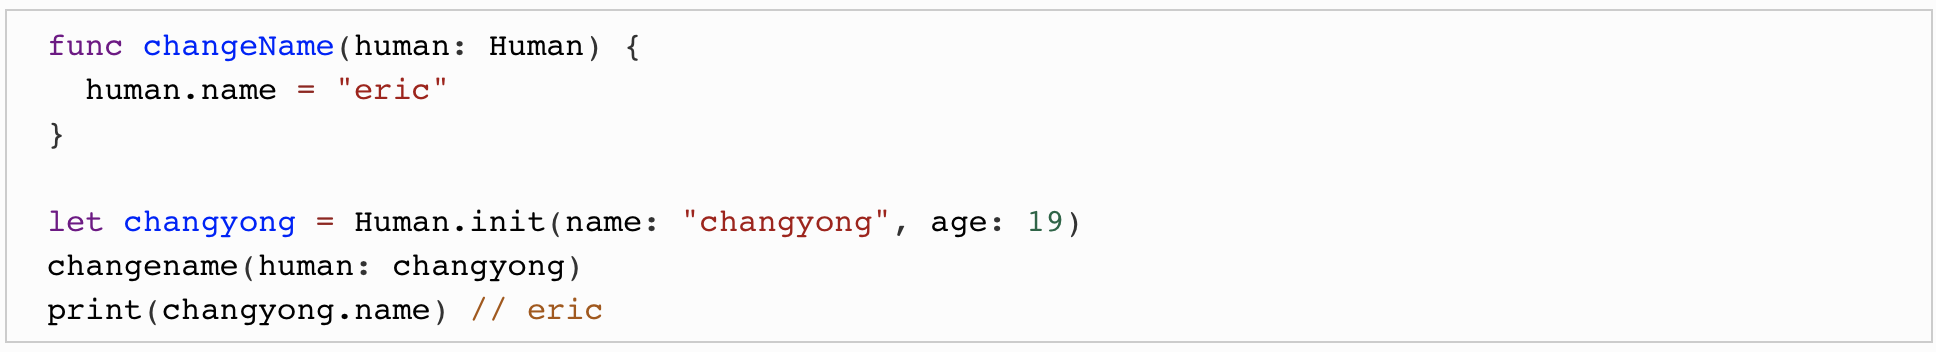 func changeName(human: Human) {
  human.name = "eric"
}

let changyong = Human.init(name: "changyong", age: 19)
changename(human: changyong)
print(changyong.name) // eric